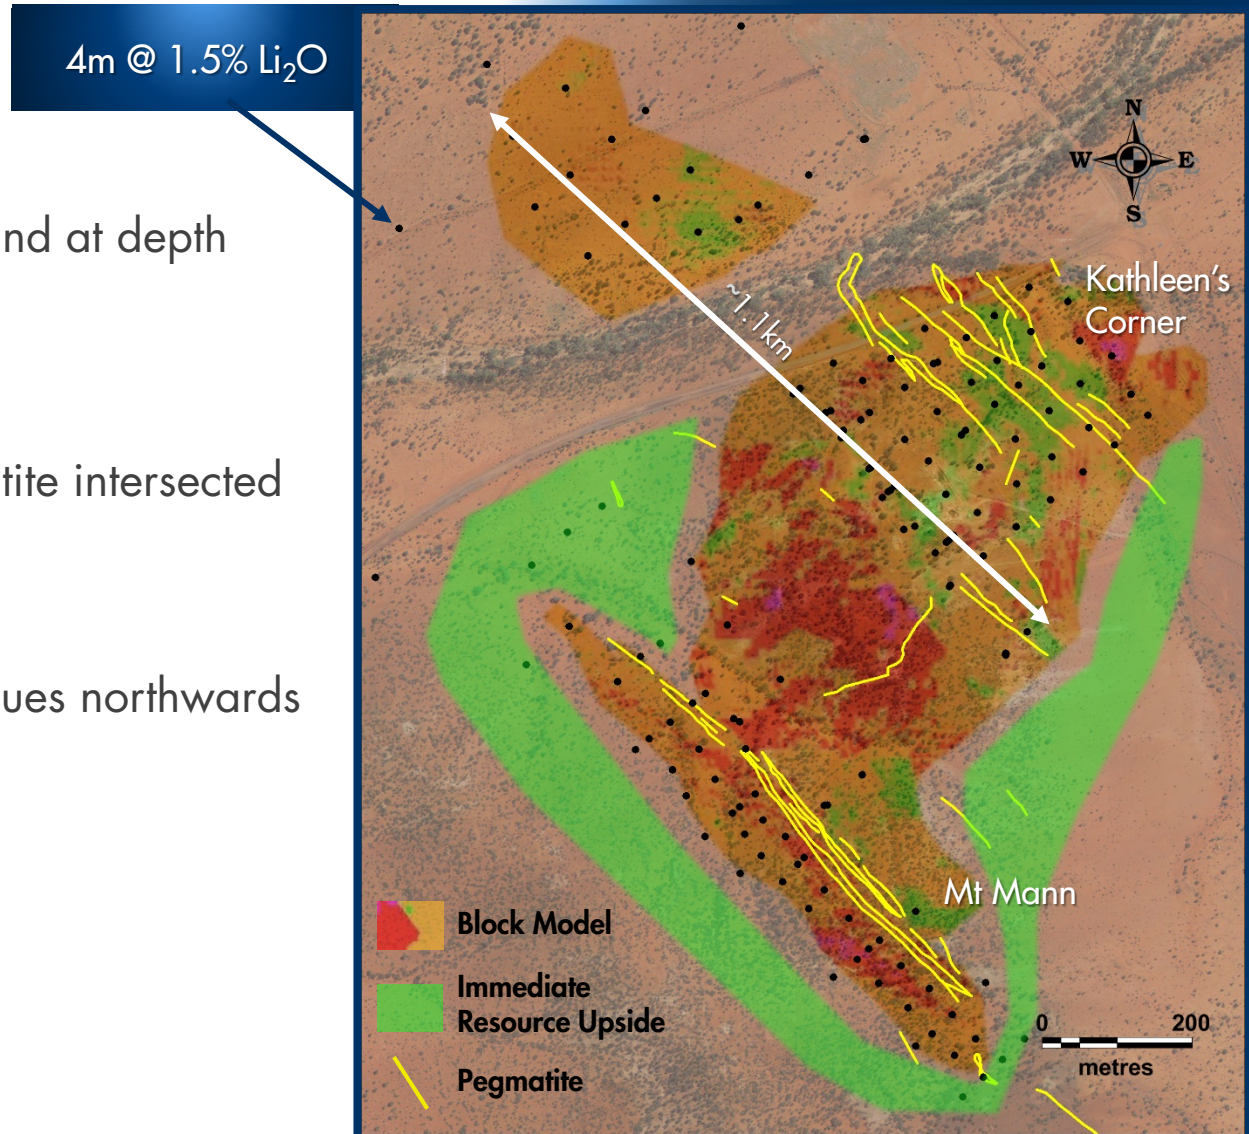 4m @ 1.5% Li₂O
nd at depth
tite intersected
ues northwards
N
W E
S
Kathleen's
Corner
~1.1km
Mt Mann
Block Model
Immediate
Resource Upside
Pegmatite
0 200
metres